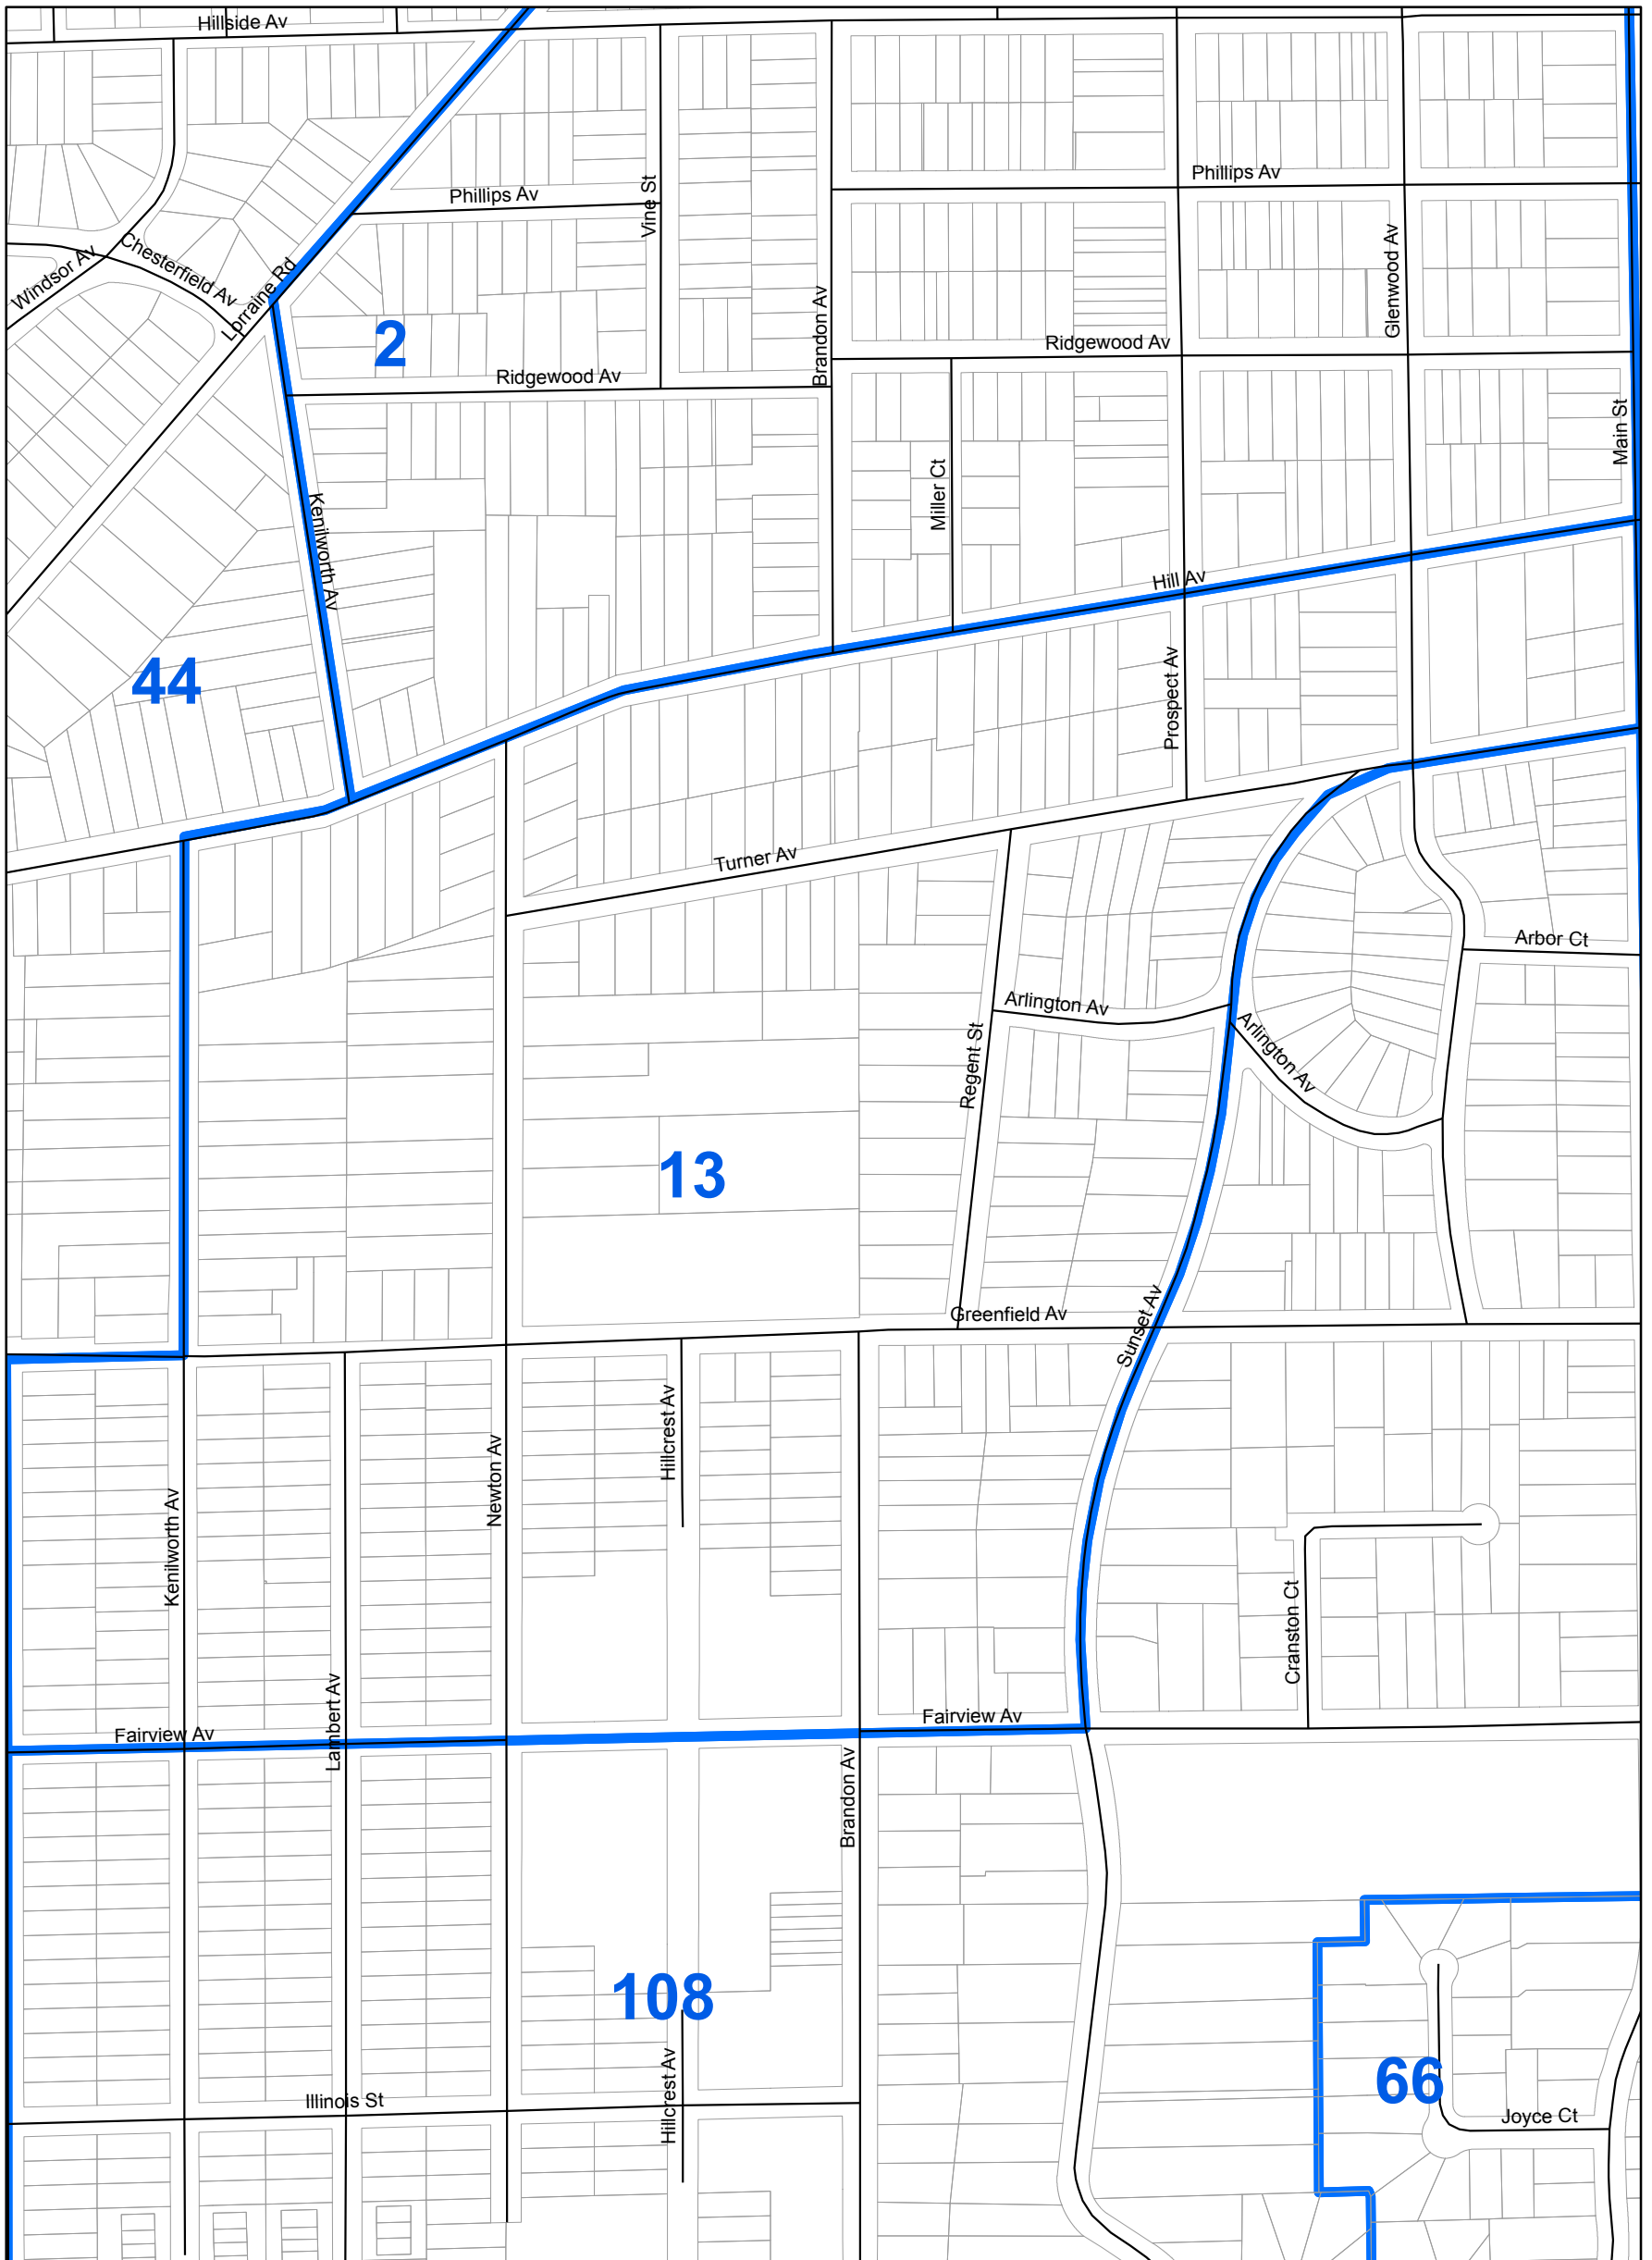 Hillside Av
Phillips Av
Vine St
Phillips Av
Windsor Av
Chesterfield Av
Lorraine Rd
2
Ridgewood Av
Brandon Av
Ridgewood Av
Glenwood Av
Main St
Kenilworth Av
Miller Ct
Hill Av
44
Prospect Av
Turner Av
Arbor Ct
Arlington Av
Arlington Av
Regent St
13
Greenfield Av
Sunset Av
Hillcrest Av
Newton Av
Kenilworth Av
Cranston Ct
Lambert Av
Fairview Av
Fairview Av
Brandon Av
108
66
Hillcrest Av
Illinois St
Joyce Ct